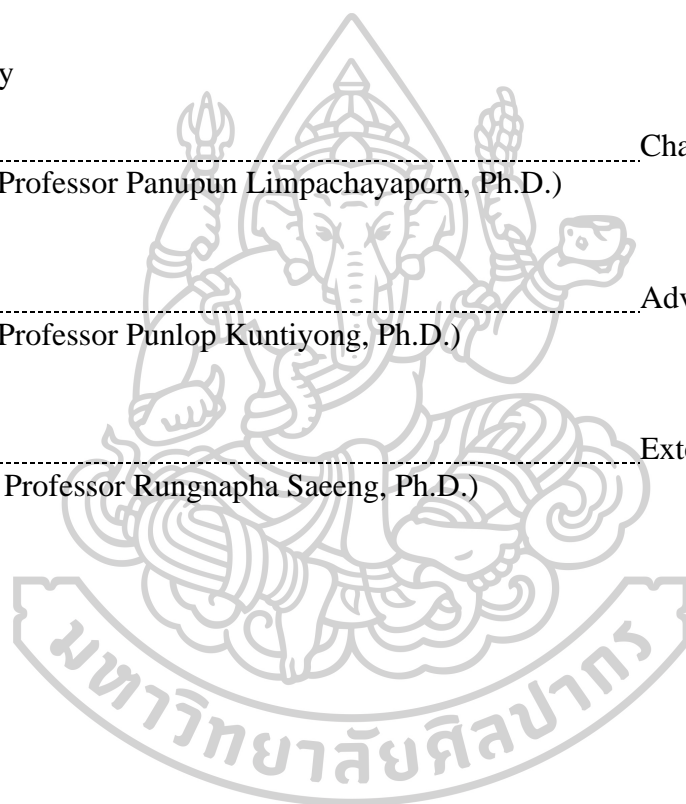 y
Cha
Professor Panupun Limpachayaporn, Ph.D.)
Adv
Professor Punlop Kuntiyong, Ph.D.)
Exte
Professor Rungnapha Saeeng, Ph.D.)
มหาวิทยาลัยศิลปากร